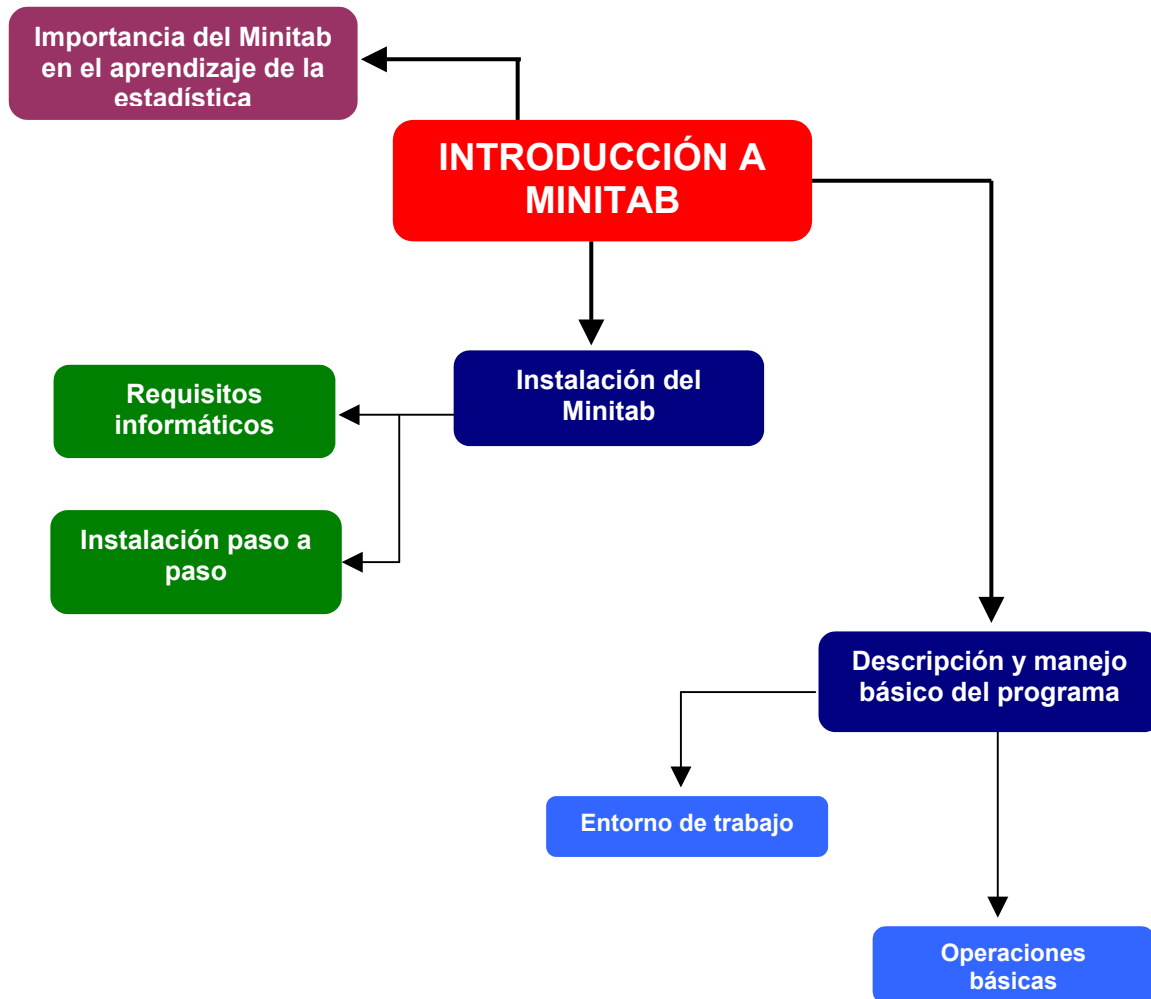 Importancia del Minitab
en el aprendizaje de la
estadística
INTRODUCCIÓN A
MINITAB
Instalación del
Minitab
Requisitos
informáticos
Instalación paso a
paso
Descripción y manejo
básico del programa
Entorno de trabajo
Operaciones
básicas